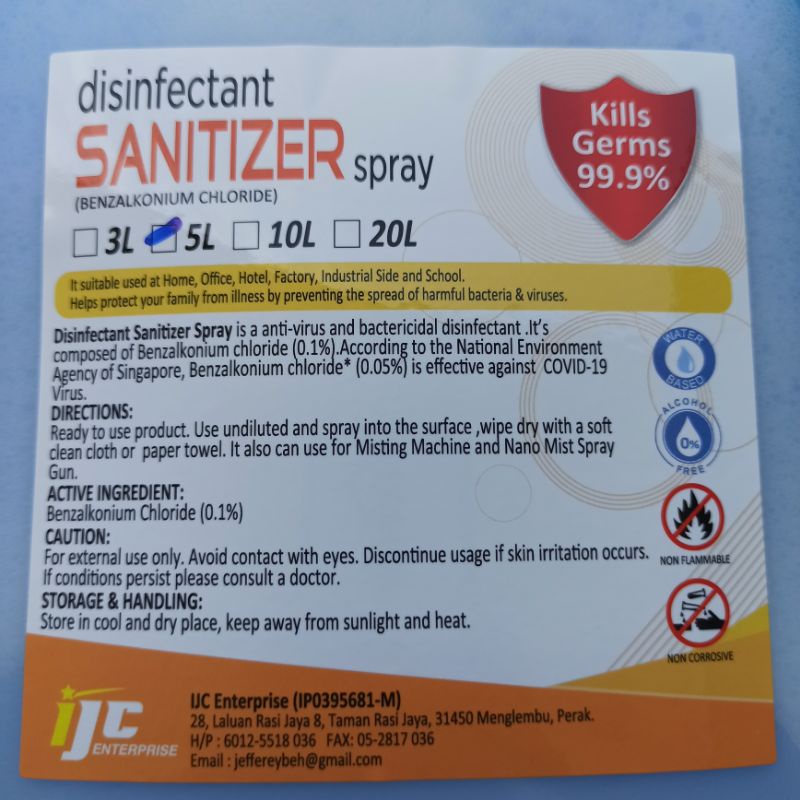 disinfectant
SANITIZER spray
(BENZALKONIUM CHLORIDE)
3L 5L 10L 20L
Kills
Germs
99.9%
It suitable used at Home, Office, Hotel, Factory, Industrial Side and School.
Helps protect your family from illness by preventing the spread of harmful bacteria & viruses.
Disinfectant Sanitizer Spray is a anti-virus and bactericidal disinfectant .It's
composed of Benzalkonium chloride (0.1%).According to the National Environment
Agency of Singapore, Benzalkonium chloride* (0.05%) is effective against COVID-19
Virus.
DIRECTIONS:
Ready to use product. Use undiluted and spray into the surface ,wipe dry with a soft
clean cloth or paper towel. It also can use for Misting Machine and Nano Mist Spray
Gun.
ACTIVE INGREDIENT:
Benzalkonium Chloride (0.1%)
CAUTION:
For external use only. Avoid contact with eyes. Discontinue usage if skin irritation occurs.
If conditions persist please consult a doctor.
STORAGE & HANDLING:
Store in cool and dry place, keep away from sunlight and heat.
WATER
BASED
ALCOHOL
0%
FREE
NON FLAMMABLE
NON CORROSIVE
IJC
ENTERPRISE
IJC Enterprise (IP0395681-M)
28, Laluan Rasi Jaya 8, Taman Rasi Jaya, 31450 Menglembu, Perak.
H/P : 6012-5518 036 FAX: 05-2817 036
Email : jeffereybeh@gmail.com